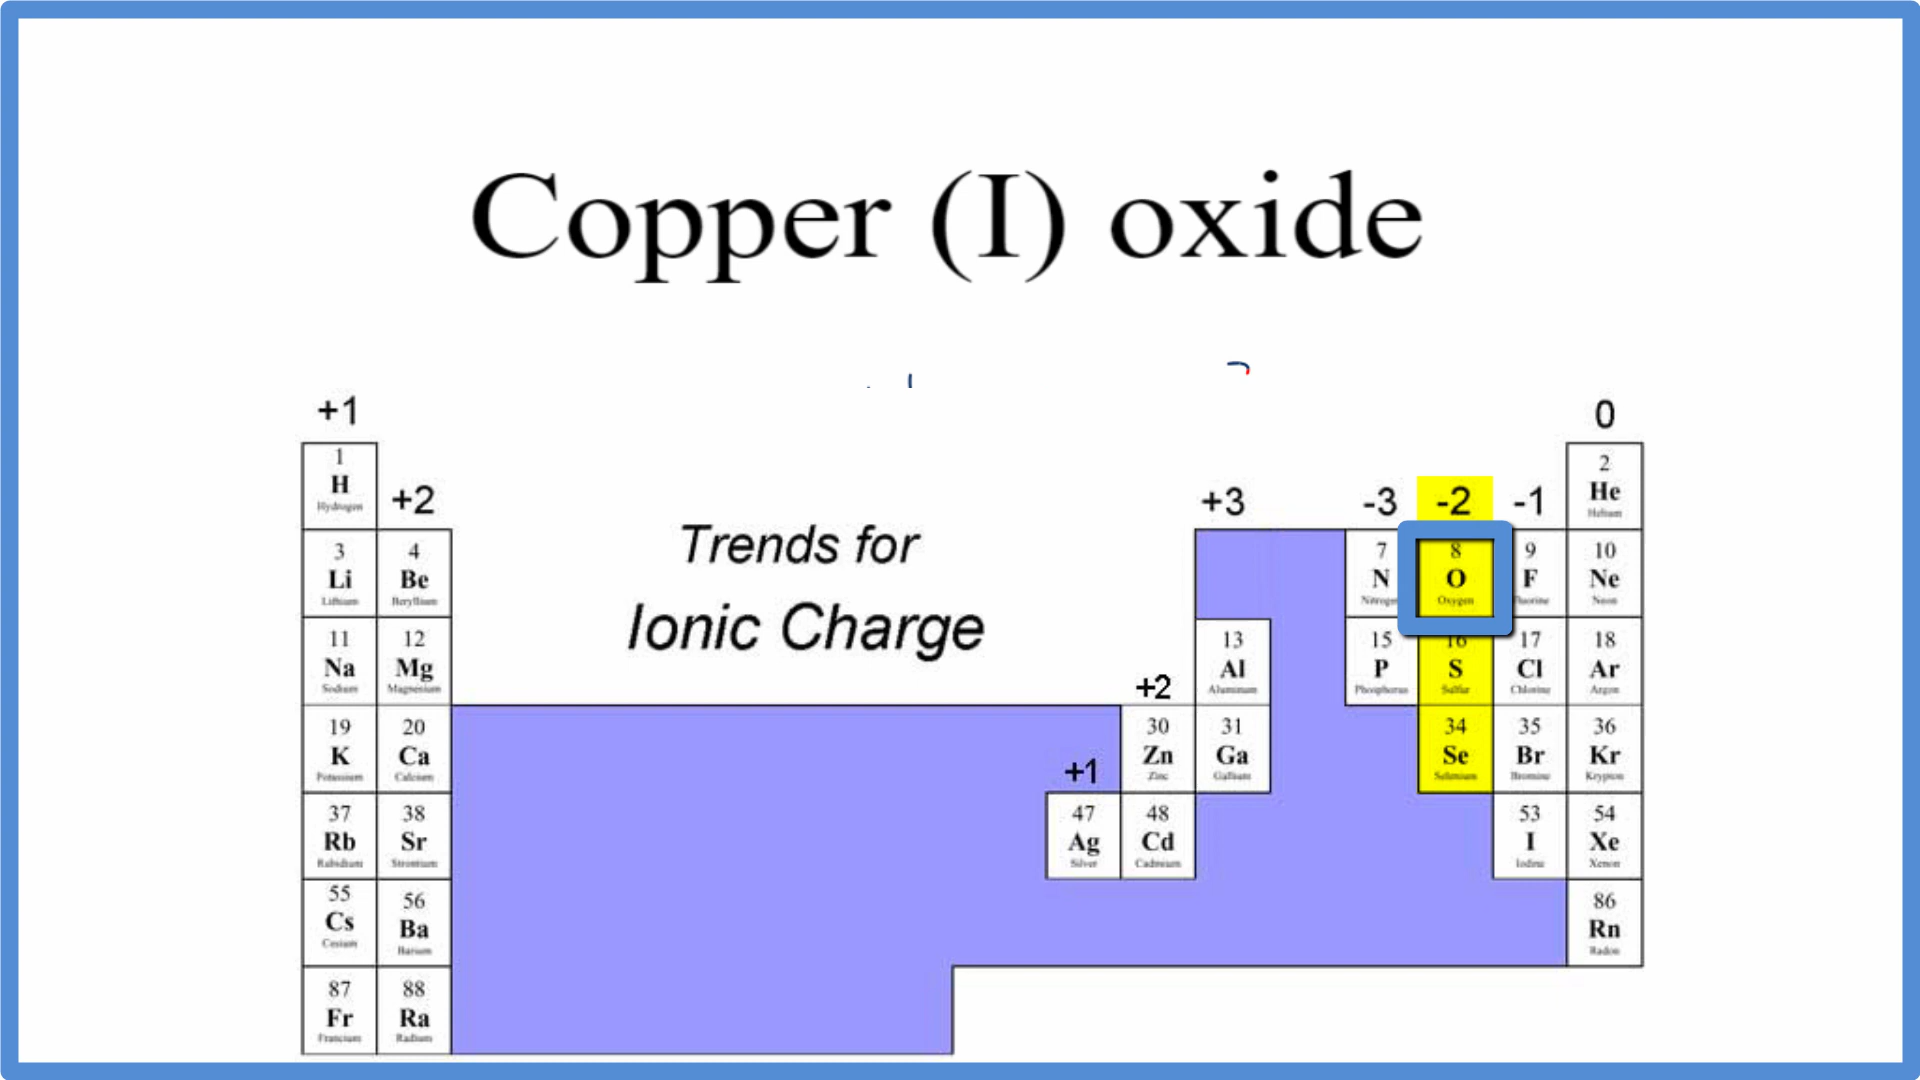 Copper (I) oxide
+1
0
1
H
Hydrogen
+2
+3
-3
-2
-1
2
He
Helium
Trends for
Ionic Charge
3
Li
Lithium
4
Be
Beryllium
7
N
8
O
Oxygen
9
F
10
Ne
Neon
11
Na
Sodium
12
Mg
Magnesium
13
Al
Aluminum
15
P
Phosphorus
16
S
Sulfur
17
Cl
Chlorine
18
Ar
Argon
+2
19
K
Potassium
20
Ca
Calcium
30
Zn
Zinc
31
Ga
Gallium
34
Se
Selenium
35
Br
Bromine
36
Kr
Krypton
+1
37
Rb
Rubidium
38
Sr
Strontium
47
Ag
Silver
48
Cd
Cadmium
53
I
Iodine
54
Xe
Xenon
55
Cs
Cesium
56
Ba
Barium
86
Rn
Radon
87
Fr
Francium
88
Ra
Radium